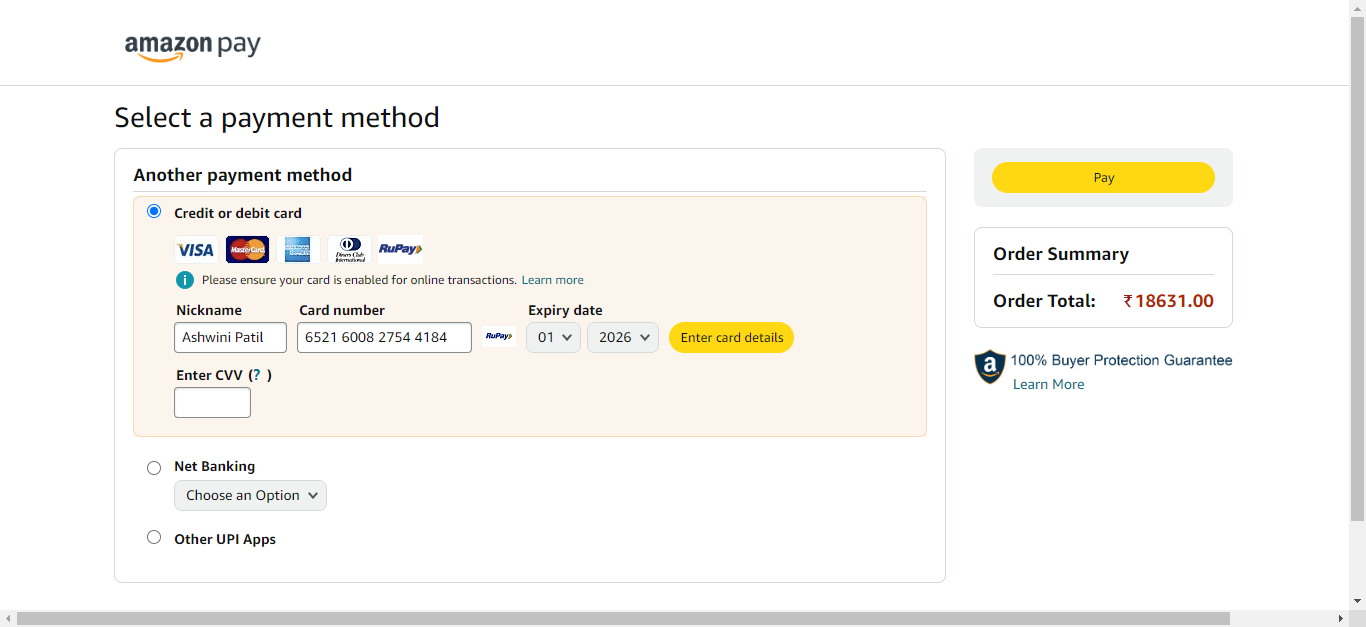 amazon pay
Select a payment method
Another payment method
Credit or debit card
VISA MasterCard AMERICAN EXPRESS Diners Club International RuPay
i Please ensure your card is enabled for online transactions. Learn more
Nickname Card number Expiry date
Ashwini Patil 6521 6008 2754 4184 RuPay 01 2026 Enter card details
Enter CVV (? )
Net Banking
Choose an Option
Other UPI Apps
Pay
Order Summary
Order Total: ₹18631.00
a 100% Buyer Protection Guarantee
Learn More